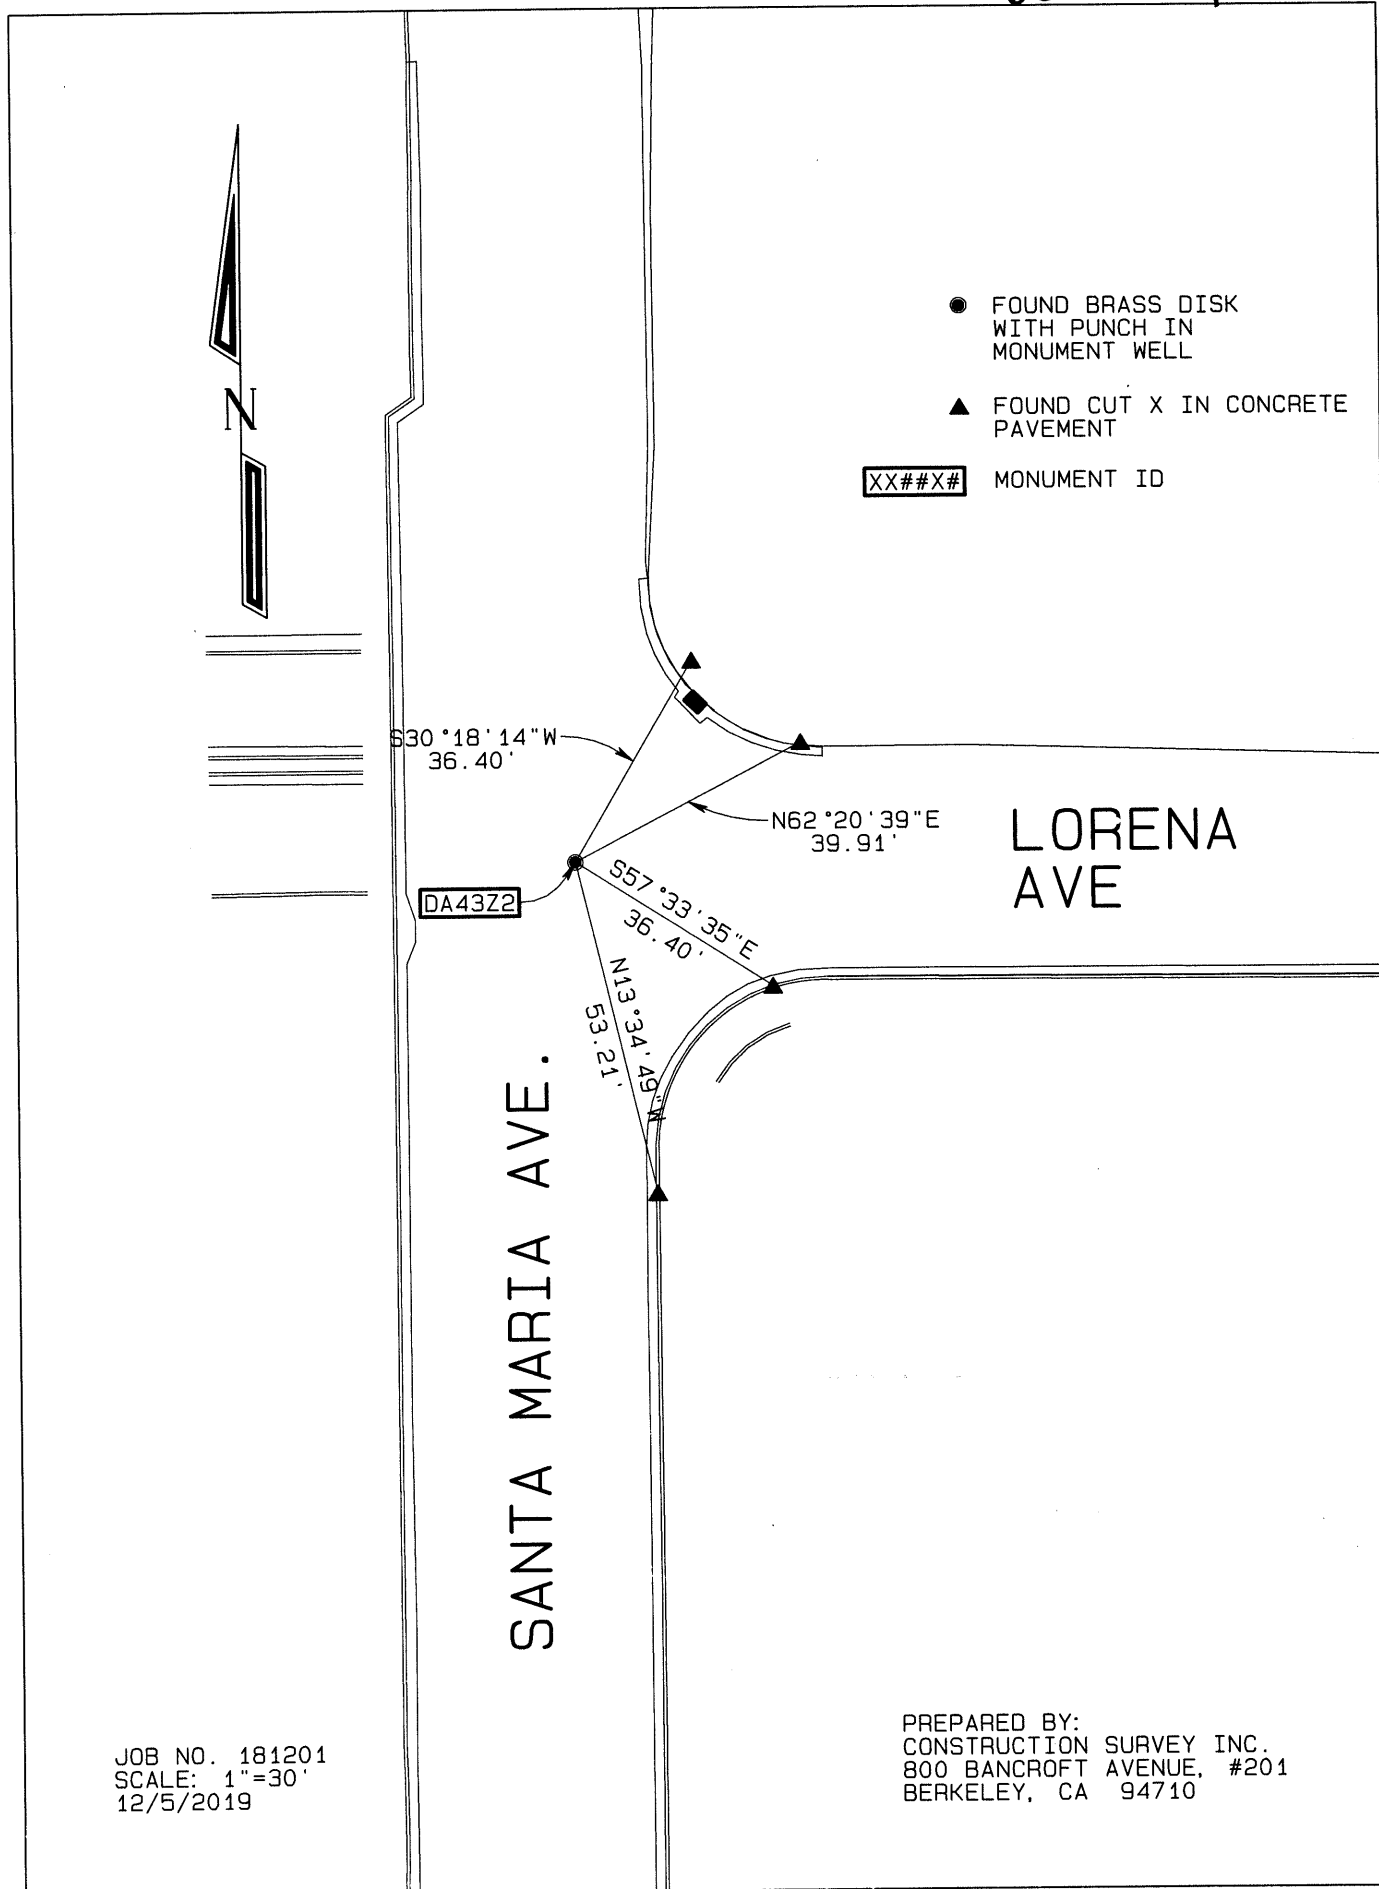 N
FOUND BRASS DISK
WITH PUNCH IN
MONUMENT WELL
FOUND CUT X IN CONCRETE
PAVEMENT
XX##X#
MONUMENT ID
S30°18'14"W
36.40'
N62°20'39"E
39.91'
LORENA
AVE
DA43Z2
S57°33'35"E
36.40'
N13°34'49"W
53.21'
SANTA MARIA AVE.
JOB NO. 181201
SCALE: 1"=30'
12/5/2019
PREPARED BY:
CONSTRUCTION SURVEY INC.
800 BANCROFT AVENUE, #201
BERKELEY, CA 94710